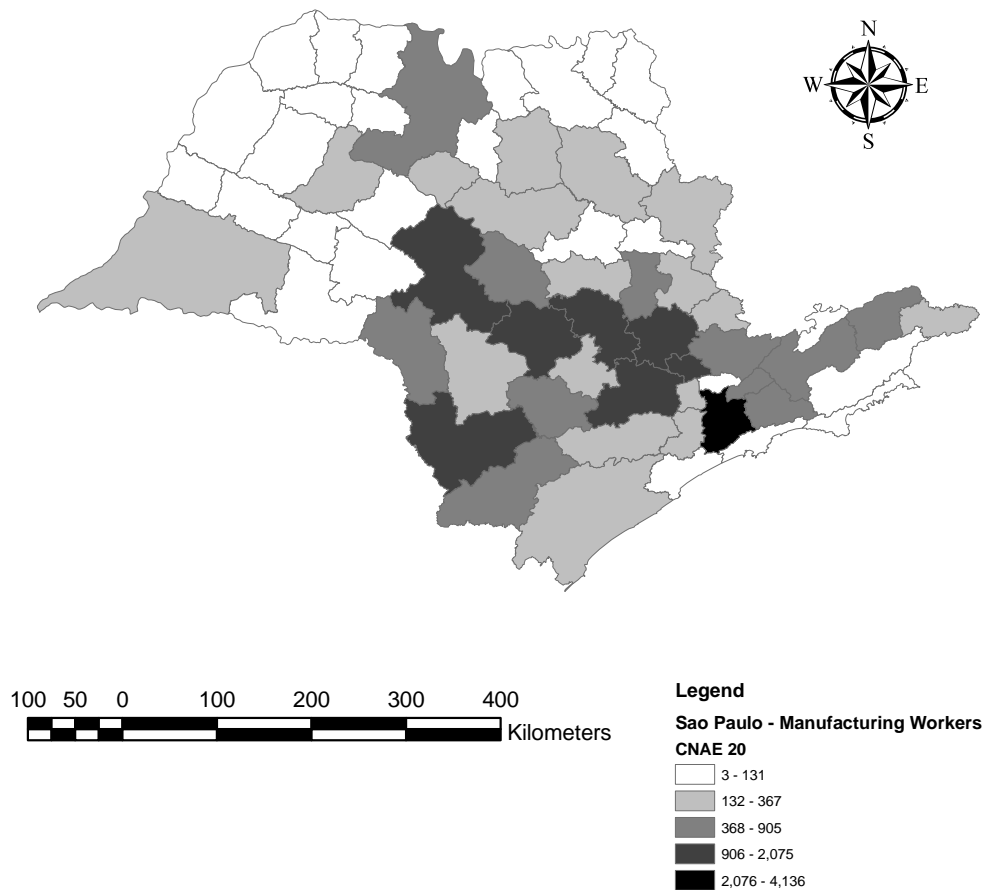 N
W E
S
100 50 0 100 200 300 400
Kilometers
Legend
Sao Paulo - Manufacturing Workers
CNAE 20
3 - 131
132 - 367
368 - 905
906 - 2,075
2,076 - 4,136